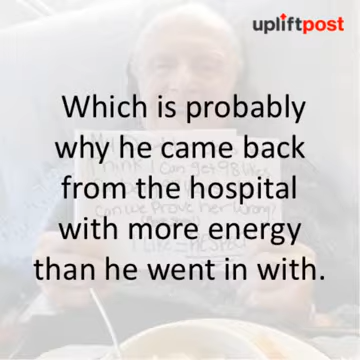 upliftpost
Which is probably
why he came back
from the hospital
with more energy
than he went in with.